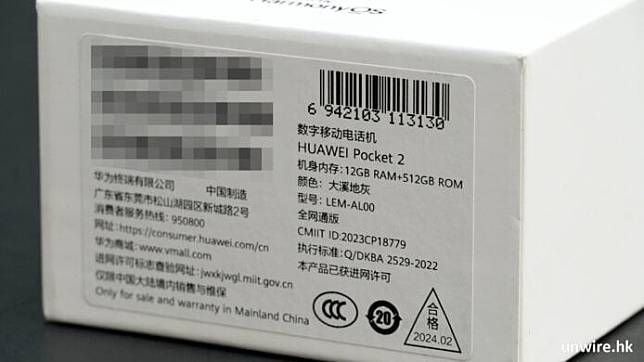 HarmonyOS
6 942103 113130
数字移动电话机
HUAWEI Pocket 2
机身内存:12GB RAM+512GB ROM
颜色: 大溪地灰
型号: LEM-AL00
全网通版
CMIIT ID:2023CP18779
执行标准: Q/DKBA 2529-2022
本产品已获进网许可
华为终端有限公司 中国制造
广东省东莞市松山湖园区新城路2号
消费者服务热线: 950800
网址:https://consumer.huawei.com/cn
华为商城:www.vmall.com
进网许可标志查验网址: jwxkjwgl.miit.gov.cn
仅限中国大陆境内销售与维保
Only for sale and warranty in Mainland China
CCC
20
合格
2024.02
unwire.hk